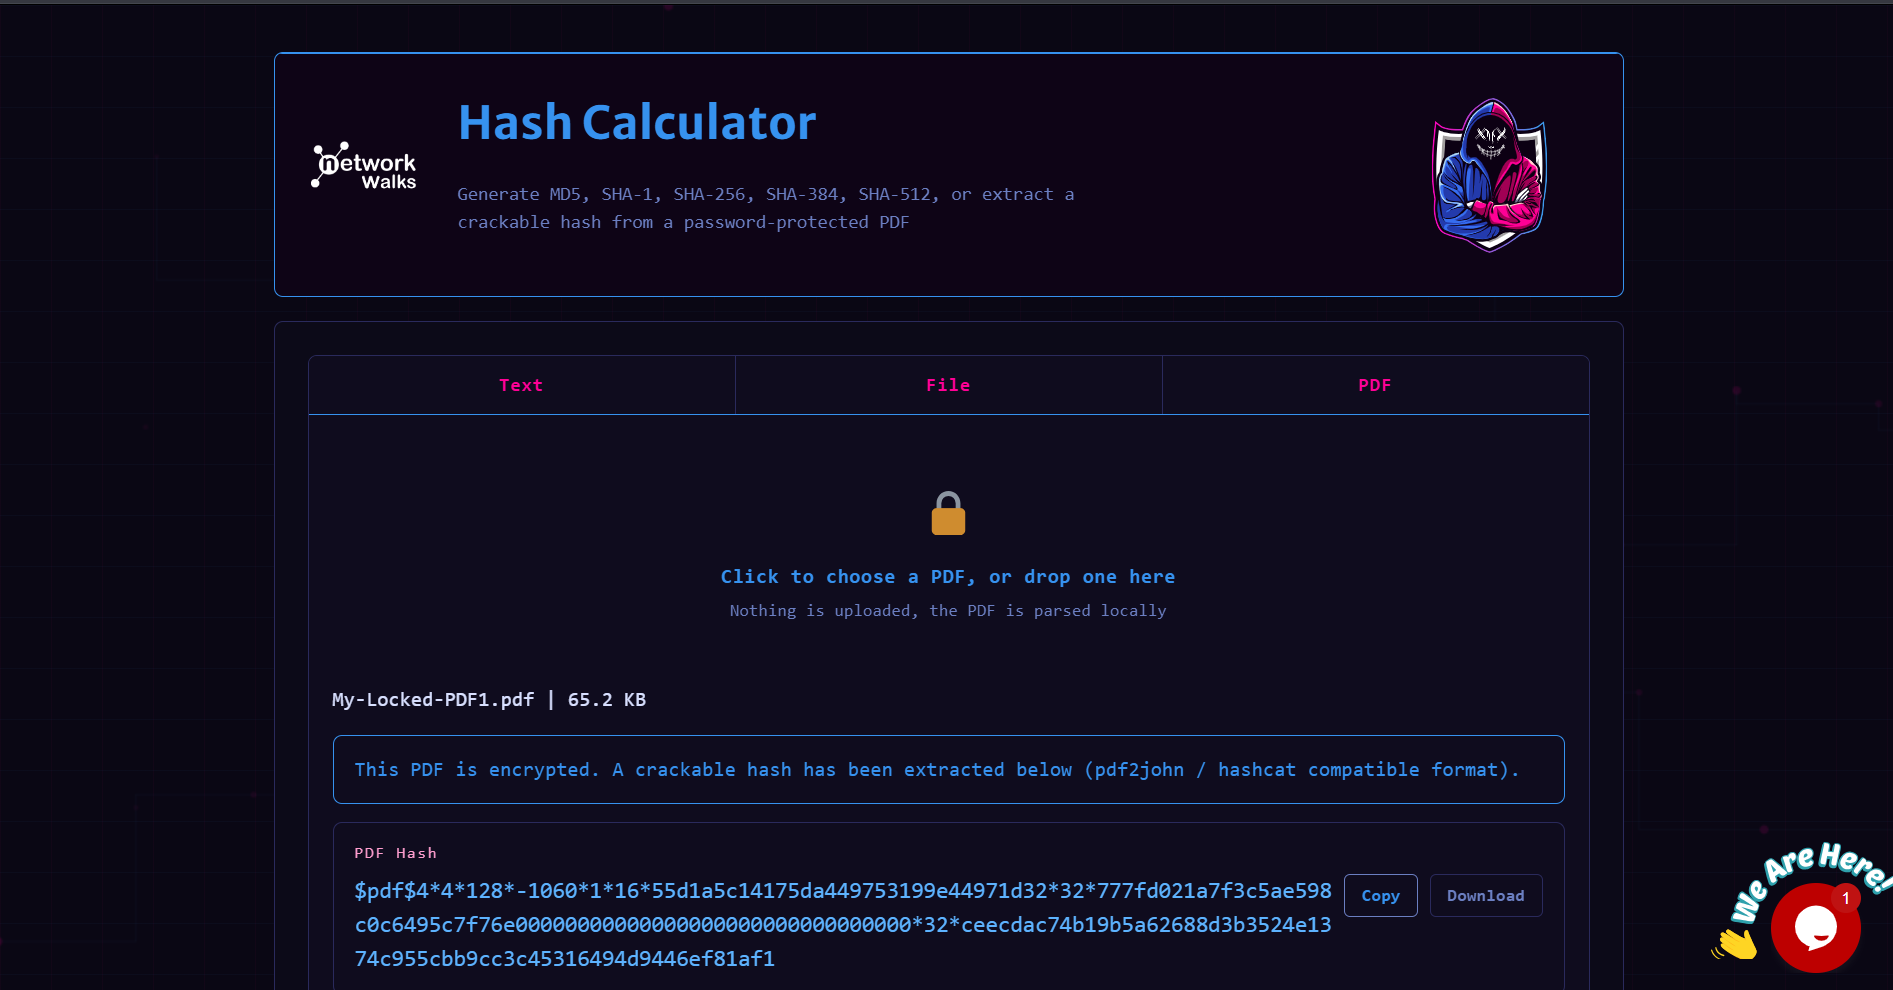 network
Walks
Hash Calculator
Generate MD5, SHA-1, SHA-256, SHA-384, SHA-512, or extract a
crackable hash from a password-protected PDF
Text
File
PDF
Click to choose a PDF, or drop one here
Nothing is uploaded, the PDF is parsed locally
My-Locked-PDF1.pdf | 65.2 KB
This PDF is encrypted. A crackable hash has been extracted below (pdf2john / hashcat compatible format).
PDF Hash
$pdf$4*4*128*-1060*1*16*55d1a5c14175da449753199e44971d32*32*777fd021a7f3c5ae598
c0c6495c7f76e00000000000000000000000000000000*32*ceecdac74b19b5a62688d3b3524e13
74c955cbb9cc3c45316494d9446ef81af1
Copy
Download
We Are Here!
1